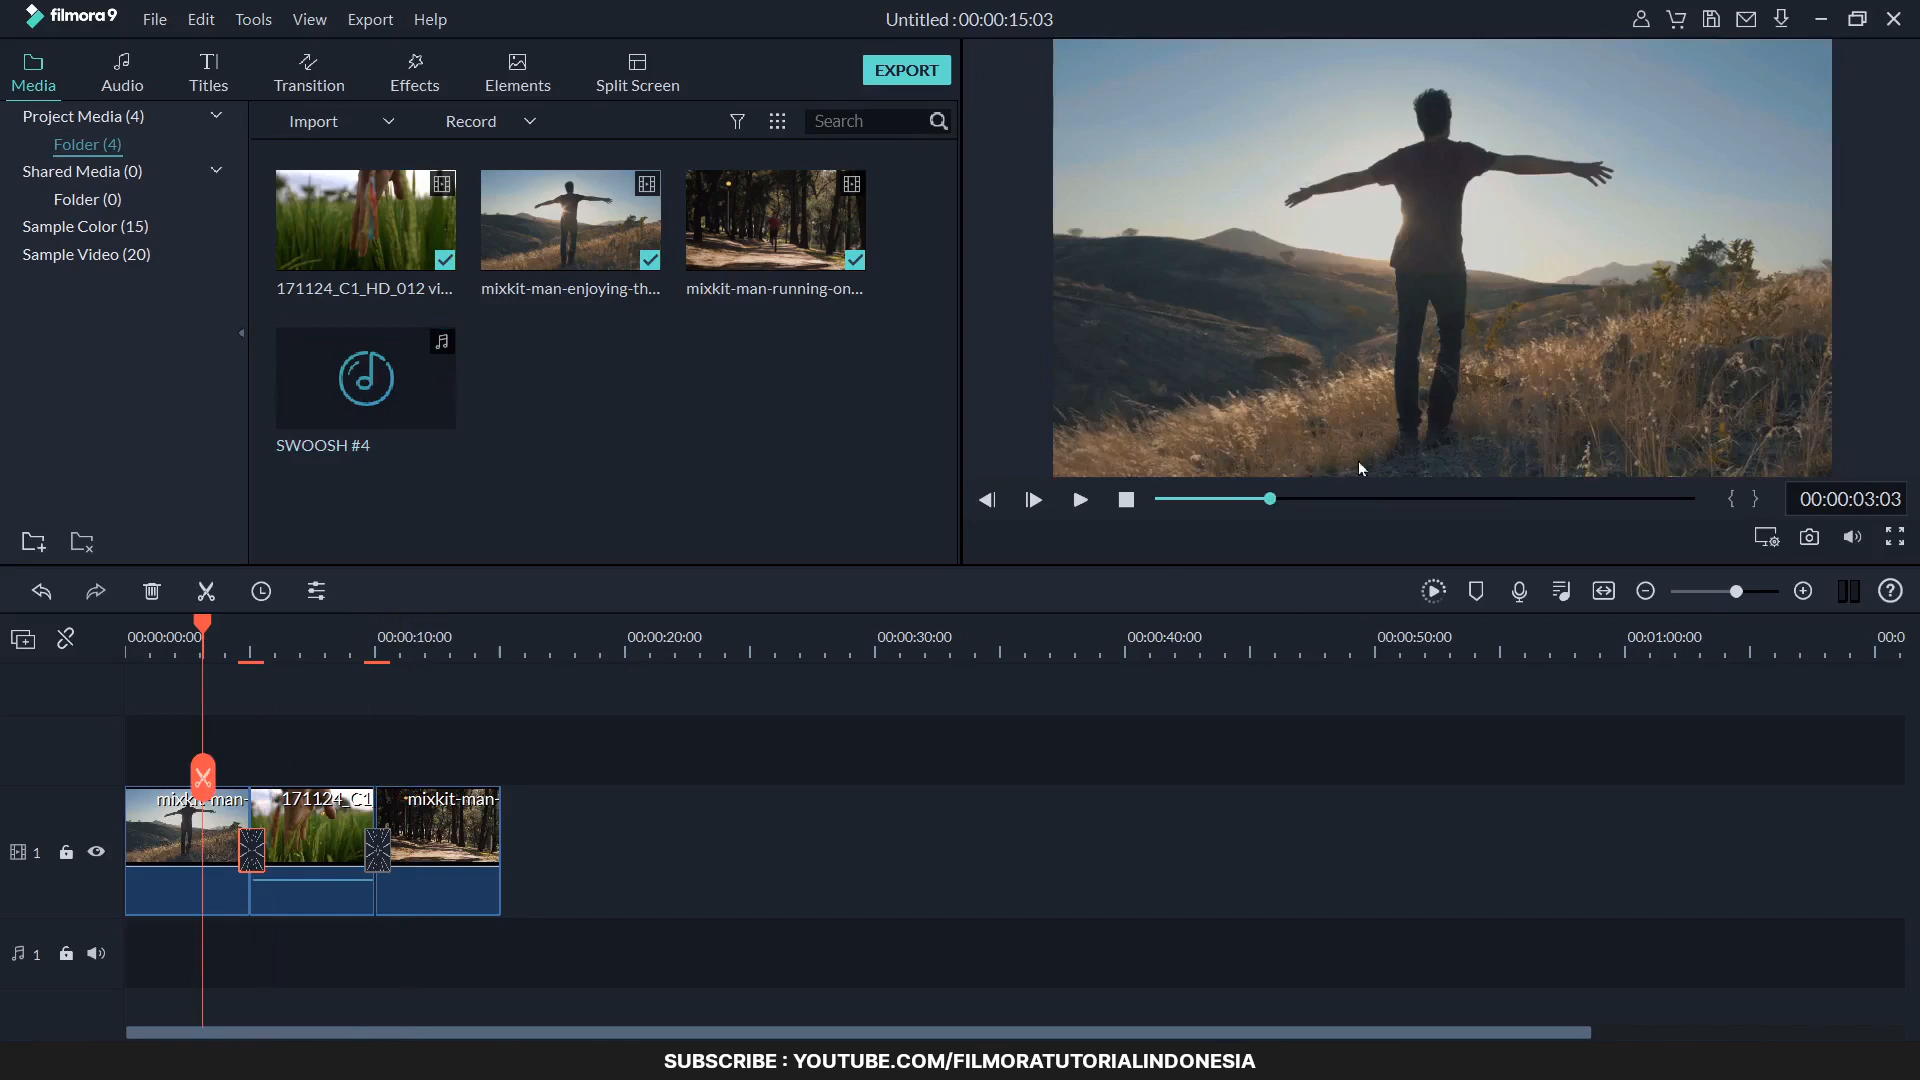 filmora9 File Edit Tools View Export Help Untitled : 00:00:15:03
Media Audio Titles Transition Effects Elements Split Screen EXPORT
Project Media (4)
Folder (4)
Shared Media (0)
Folder (0)
Sample Color (15)
Sample Video (20)
Import Record Search
171124_C1_HD_012 vi... mixkit-man-enjoying-th... mixkit-man-running-on...
SWOOSH #4
{ } 00:00:03:03
00:00:00:00 00:00:10:00 00:00:20:00 00:00:30:00 00:00:40:00 00:00:50:00 00:01:00:00 00:0
mixkit-man- 171124_C1 mixkit-man-
1
1
SUBSCRIBE : YOUTUBE.COM/FILMORATUTORIALINDONESIA